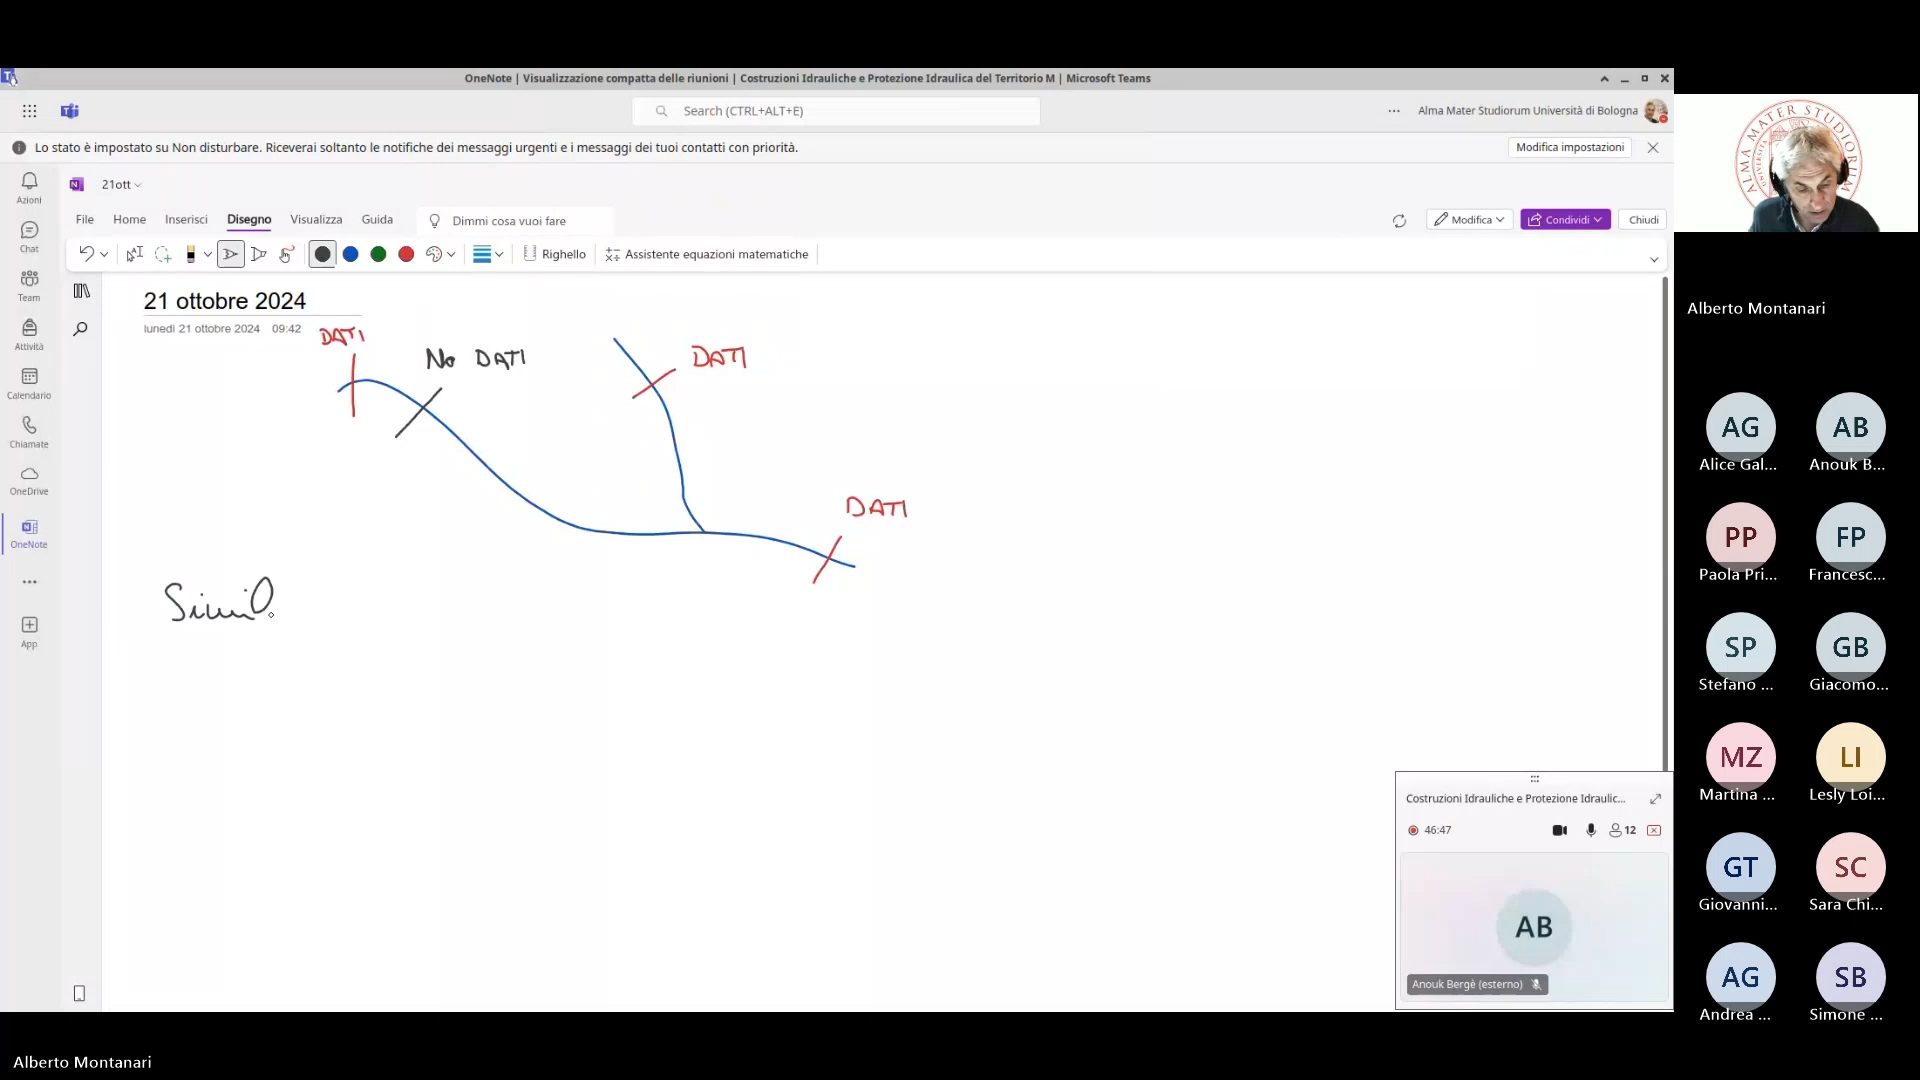 OneNote | Visualizzazione compatta delle riunioni | Costruzioni Idrauliche e Protezione Idraulica del Territorio M | Microsoft Teams
Search (CTRL+ALT+E)
Alma Mater Studiorum Università di Bologna
Lo stato è impostato su Non disturbare. Riceverai soltanto le notifiche dei messaggi urgenti e i messaggi dei tuoi contatti con priorità.
Modifica impostazioni
Azioni
Chat
Team
Attività
Calendario
Chiamate
OneDrive
OneNote
App
21ott
File Home Inserisci Disegno Visualizza Guida
Dimmi cosa vuoi fare
Modifica
Condividi
Chiudi
Righello
Assistente equazioni matematiche
21 ottobre 2024
lunedì 21 ottobre 2024 09:42
DATI
No DATI
DATI
DATI
Simil
Costruzioni Idrauliche e Protezione Idraulic...
46:47
12
AB
Anouk Bergè (esterno)
ALMA MATER STUDIORUM
Alberto Montanari
AG
Alice Gal...
AB
Anouk B...
PP
Paola Pri...
FP
Francesc...
SP
Stefano ...
GB
Giacomo...
MZ
Martina ...
LI
Lesly Loi...
GT
Giovanni...
SC
Sara Chi...
AG
Andrea ...
SB
Simone ...
Alberto Montanari